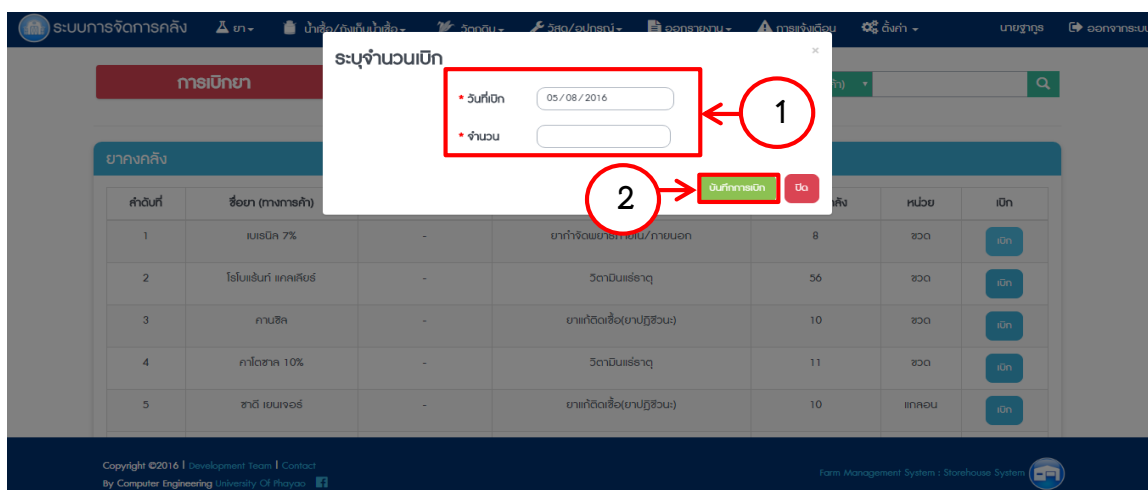 ระบบการจัดการคลัง ยา น้ำเชื้อ/ถังเก็บน้ำเชื้อ วัตถุดิบ วัสดุ/อุปกรณ์ ออกรายงาน การแจ้งเตือน ตั้งค่า นายฐากูร ออกจากระบบ
ระบุจำนวนเบิก ×
การเบิกยา
* วันที่เบิก 05/08/2016
1
* จำนวน
ยาคงคลัง
2 บันทึกการเบิก ปิด
ลำดับที่ ชื่อยา (ทางการค้า) หน่วย เบิก
1 เบเรนิล 7% - ยากำจัดพยาธิภายใน/ภายนอก 8 ขวด เบิก
2 โรโบแร้นท์ แคลเคียร์ - วิตามินแร่ธาตุ 56 ขวด เบิก
3 คานซิล - ยาแก้ติดเชื้อ(ยาปฏิชีวนะ) 10 ขวด เบิก
4 คาโตซาล 10% - วิตามินแร่ธาตุ 11 ขวด เบิก
5 ซาดี เยนเจอร์ - ยาแก้ติดเชื้อ(ยาปฏิชีวนะ) 10 แกลอน เบิก
Copyright ©2016 | Development Team | Contact
By Computer Engineering University Of Phayao
Farm Management System : Storehouse System